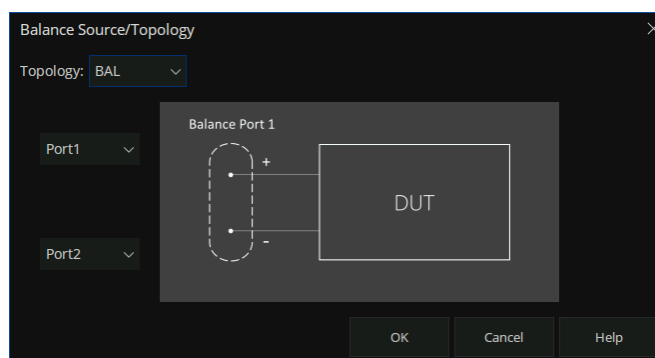 Balance Source/Topology
Topology: BAL
Balance Port 1
Port1
+
DUT
-
Port2
OK Cancel Help